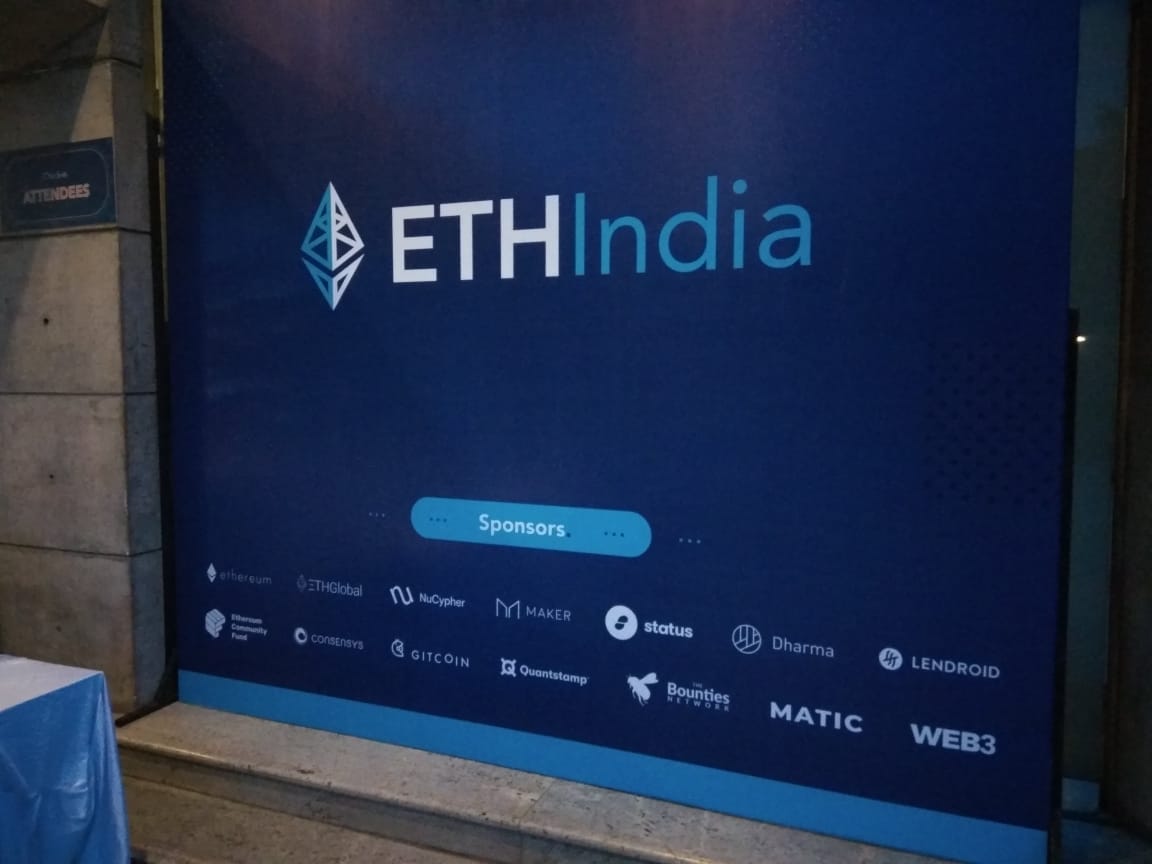 ATTENDEES
ETHIndia
Sponsors.
ethereum
ETHGlobal
NuCypher
MAKER
status
Dharma
LENDROID
Ethereum
Community
Fund
CONSENSYS
GITCOIN
Quantstamp
THE
Bounties
NETWORK
MATIC
WEB3